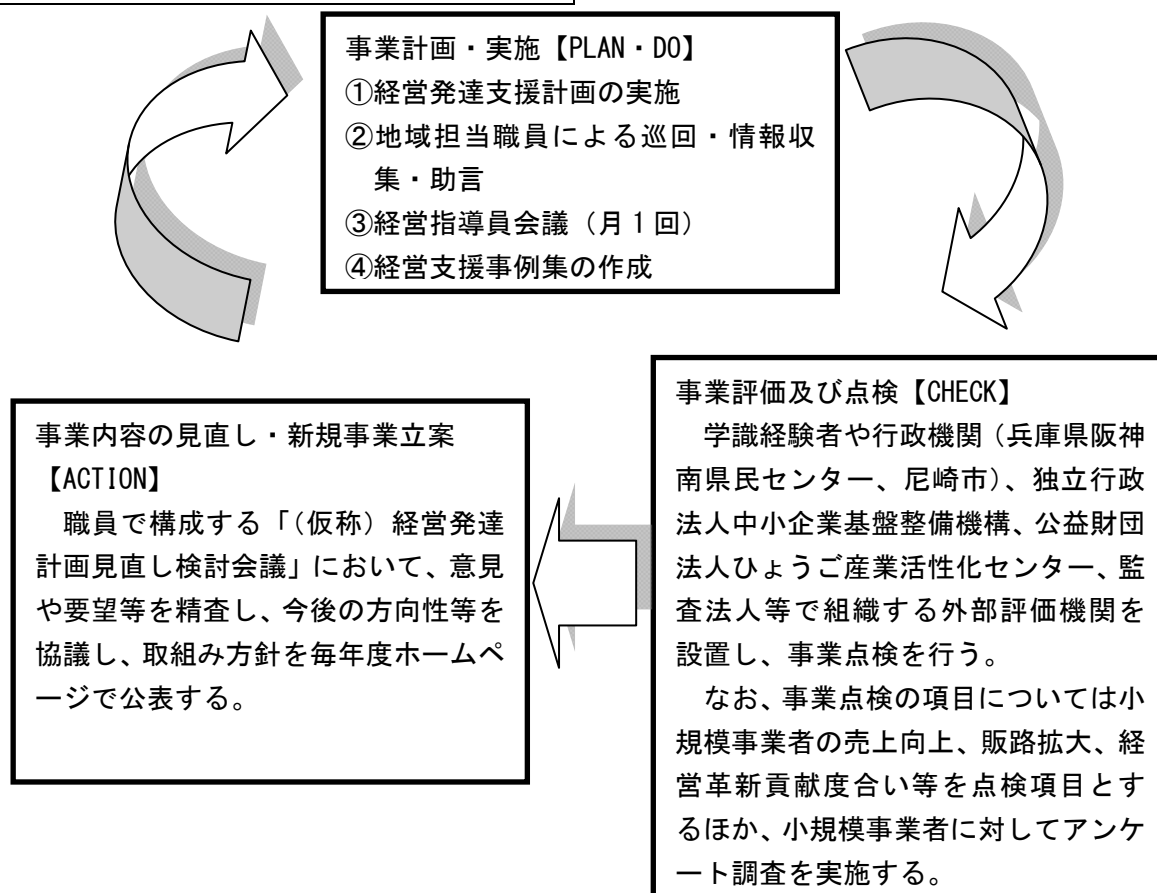 事業計画・実施【PLAN・DO】
①経営発達支援計画の実施
②地域担当職員による巡回・情報収
集・助言
③経営指導員会議（月１回）
④経営支援事例集の作成
事業評価及び点検【CHECK】
学識経験者や行政機関（兵庫県阪神
南県民センター、尼崎市）、独立行政
法人中小企業基盤整備機構、公益財団
法人ひょうご産業活性化センター、監
査法人等で組織する外部評価機関を
設置し、事業点検を行う。
なお、事業点検の項目については小
規模事業者の売上向上、販路拡大、経
営革新貢献度合い等を点検項目とす
るほか、小規模事業者に対してアンケ
ート調査を実施する。
事業内容の見直し・新規事業立案
【ACTION】
職員で構成する「（仮称）経営発達
計画見直し検討会議」において、意見
や要望等を精査し、今後の方向性等を
協議し、取組み方針を毎年度ホームペ
ージで公表する。